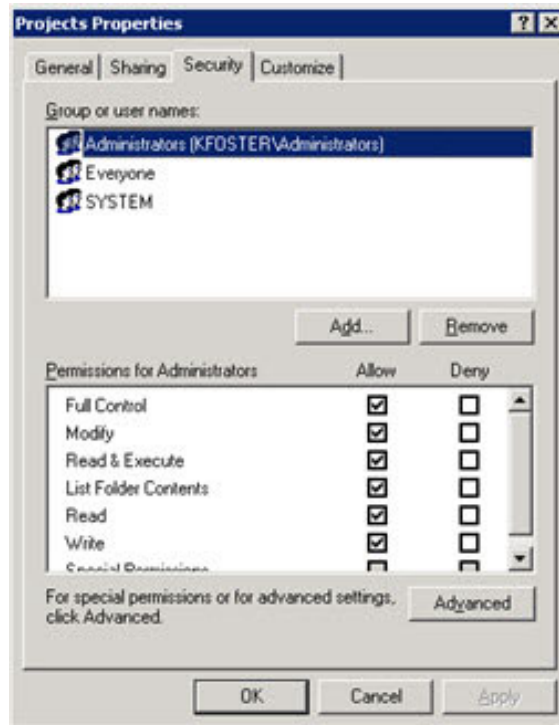 Projects Properties ? X
General Sharing Security Customize
Group or user names:
Administrators (KFOSTER\Administrators)
Everyone
SYSTEM
Add... Remove
Permissions for Administrators Allow Deny
Full Control
Modify
Read & Execute
List Folder Contents
Read
Write
Special Permissions
For special permissions or for advanced settings, Advanced
click Advanced.
OK Cancel Apply